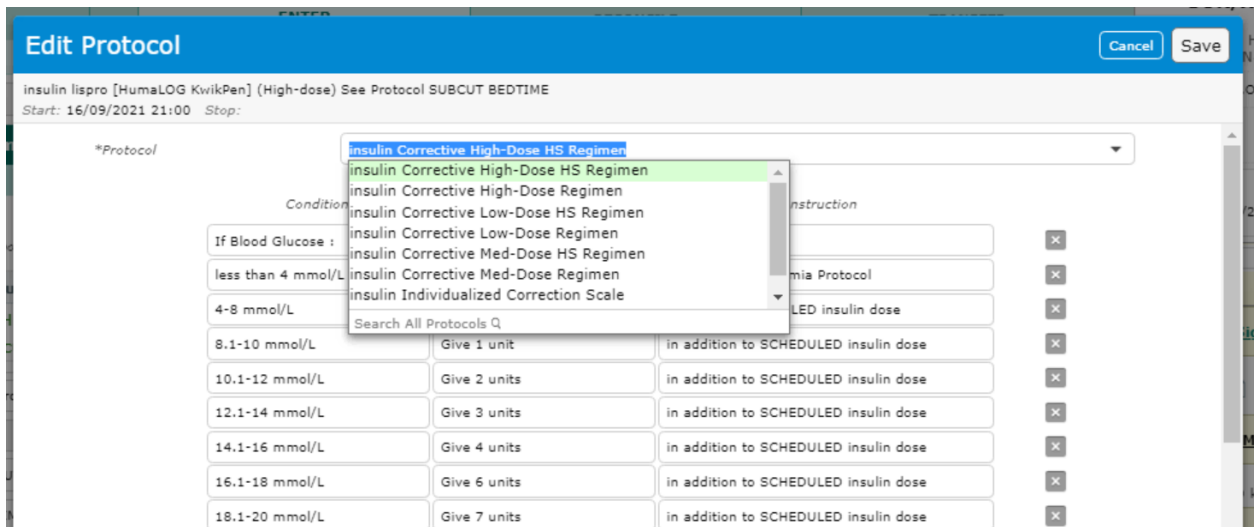 ENTER
Edit Protocol
Cancel Save
insulin lispro [HumaLOG KwikPen] (High-dose) See Protocol SUBCUT BEDTIME
Start: 16/09/2021 21:00 Stop:
*Protocol insulin Corrective High-Dose HS Regimen
insulin Corrective High-Dose HS Regimen
insulin Corrective High-Dose Regimen
insulin Corrective Low-Dose HS Regimen
insulin Corrective Low-Dose Regimen
insulin Corrective Med-Dose HS Regimen
insulin Corrective Med-Dose Regimen
insulin Individualized Correction Scale
Search All Protocols
Condition nstruction
If Blood Glucose :
less than 4 mmol/L mia Protocol
4-8 mmol/L LED insulin dose
8.1-10 mmol/L Give 1 unit in addition to SCHEDULED insulin dose
10.1-12 mmol/L Give 2 units in addition to SCHEDULED insulin dose
12.1-14 mmol/L Give 3 units in addition to SCHEDULED insulin dose
14.1-16 mmol/L Give 4 units in addition to SCHEDULED insulin dose
16.1-18 mmol/L Give 6 units in addition to SCHEDULED insulin dose
18.1-20 mmol/L Give 7 units in addition to SCHEDULED insulin dose